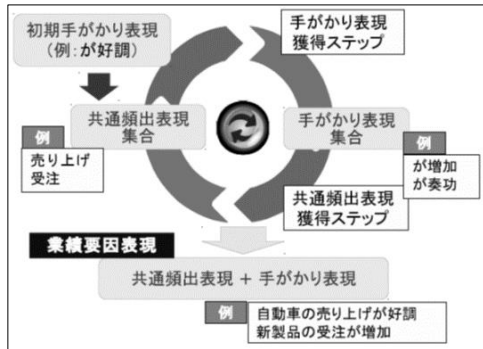 初期手がかり表現
(例：が好調)
手がかり表現
獲得ステップ
共通頻出表現
集合
手がかり表現
集合
例
売り上げ
受注
例
が増加
が奏功
共通頻出表現
獲得ステップ
業績要因表現
共通頻出表現 + 手がかり表現
例
自動車の売り上げが好調
新製品の受注が増加